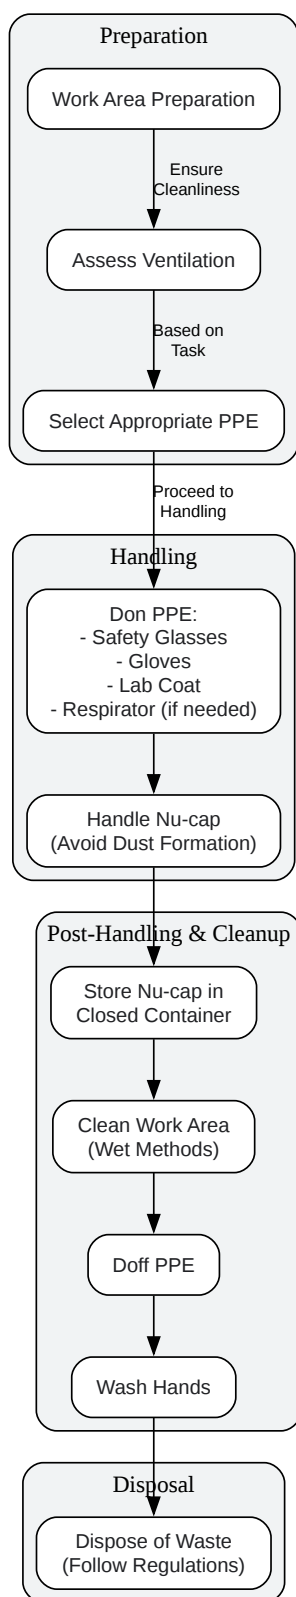 Preparation
Work Area Preparation
Ensure
Cleanliness
Assess Ventilation
Based on
Task
Select Appropriate PPE
Proceed to
Handling
Handling
Don PPE:
- Safety Glasses
- Gloves
- Lab Coat
- Respirator (if needed)
Handle Nu-cap
(Avoid Dust Formation)
Post-Handling & Cleanup
Store Nu-cap in
Closed Container
Clean Work Area
(Wet Methods)
Doff PPE
Wash Hands
Disposal
Dispose of Waste
(Follow Regulations)